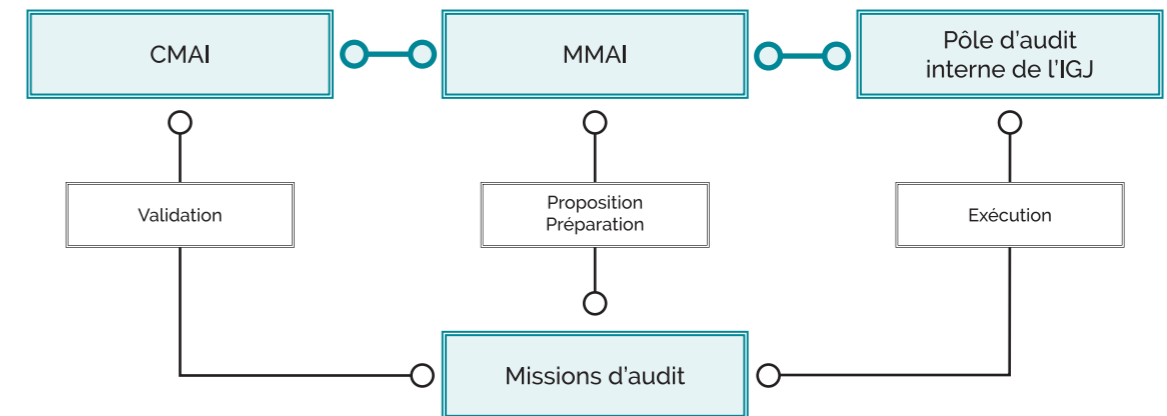 CMAI
MMAI
Pôle d'audit
interne de l'IGJ
Validation
Proposition
Préparation
Exécution
Missions d'audit